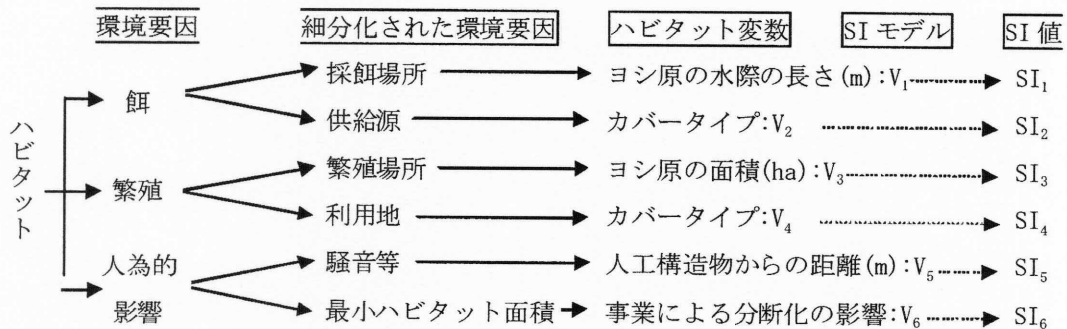 環境要因 細分化された環境要因 ハビタット変数 SIモデル SI値
採餌場所 ヨシ原の水際の長さ(m):V₁ SI₁
餌
供給源 カバータイプ:V₂ SI₂
ハビタット
繁殖場所 ヨシ原の面積(ha):V₃ SI₃
繁殖
利用地 カバータイプ:V₄ SI₄
人為的
影響
騒音等 人工構造物からの距離(m):V₅ SI₅
最小ハビタット面積 事業による分断化の影響:V₆ SI₆